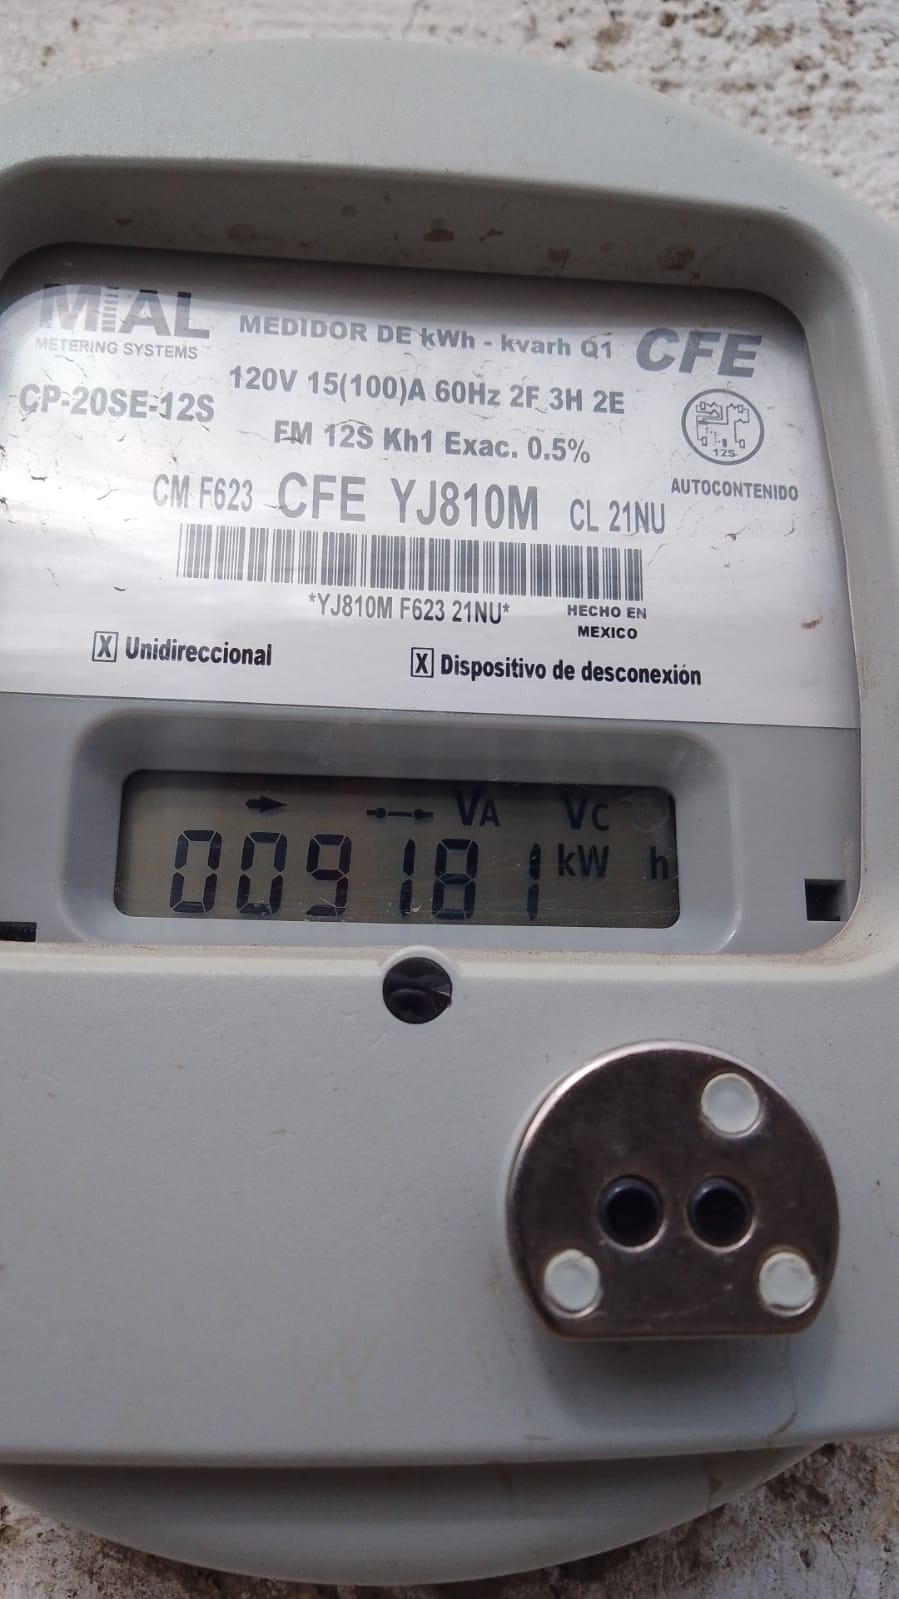 MIAL
METERING SYSTEMS
MEDIDOR DE kWh - kvarh Q1
CFE
CP-20SE-12S
120V 15(100)A 60Hz 2F 3H 2E
FM 12S Kh1 Exac. 0.5%
12S
AUTOCONTENIDO
CM F623 CFE YJ810M CL 21NU
*YJ810M F623 21NU*
HECHO EN
MEXICO
X Unidireccional
X Dispositivo de desconexión
VA VC
009181 kW h